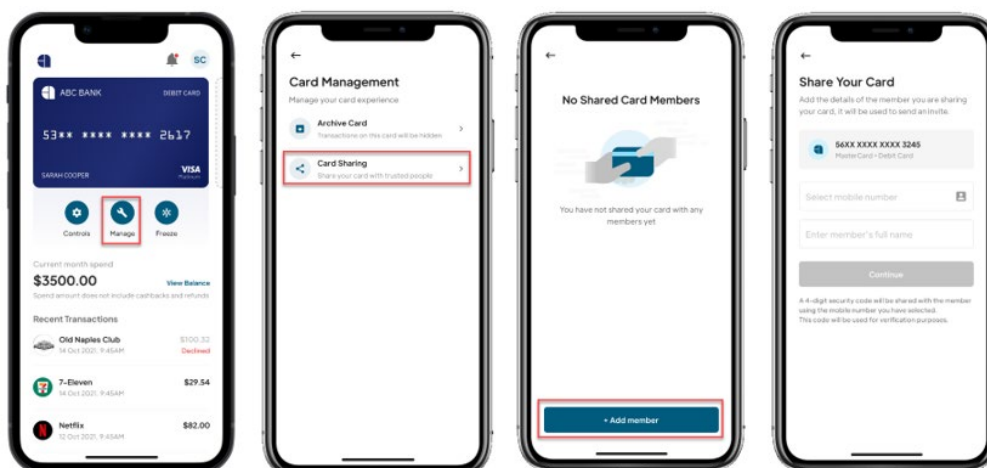 SC
ABC BANK
DEBIT CARD
53** **** **** 2617
SARAH COOPER
VISA
Platinum
Controls
Manage
Freeze
Current month spend
$3500.00
View Balance
Spend amount does not include cashbacks and refunds
Recent Transactions
Old Naples Club
$100.32
14 Oct 2021, 9:45AM
Declined
7-Eleven
$29.54
14 Oct 2021, 9:45AM
Netflix
$82.00
12 Oct 2021, 9:45AM
Card Management
Manage your card experience
Archive Card
Transactions on this card will be hidden
Card Sharing
Share your card with trusted people
No Shared Card Members
You have not shared your card with any
members yet
+ Add member
Share Your Card
Add the details of the member you are sharing
your card, it will be used to send an invite.
56XX XXXX XXXX 3245
MasterCard • Debit Card
Select mobile number
Enter member's full name
Continue
A 4-digit security code will be shared with the member
using the mobile number you have selected.
This code will be used for verification purposes.